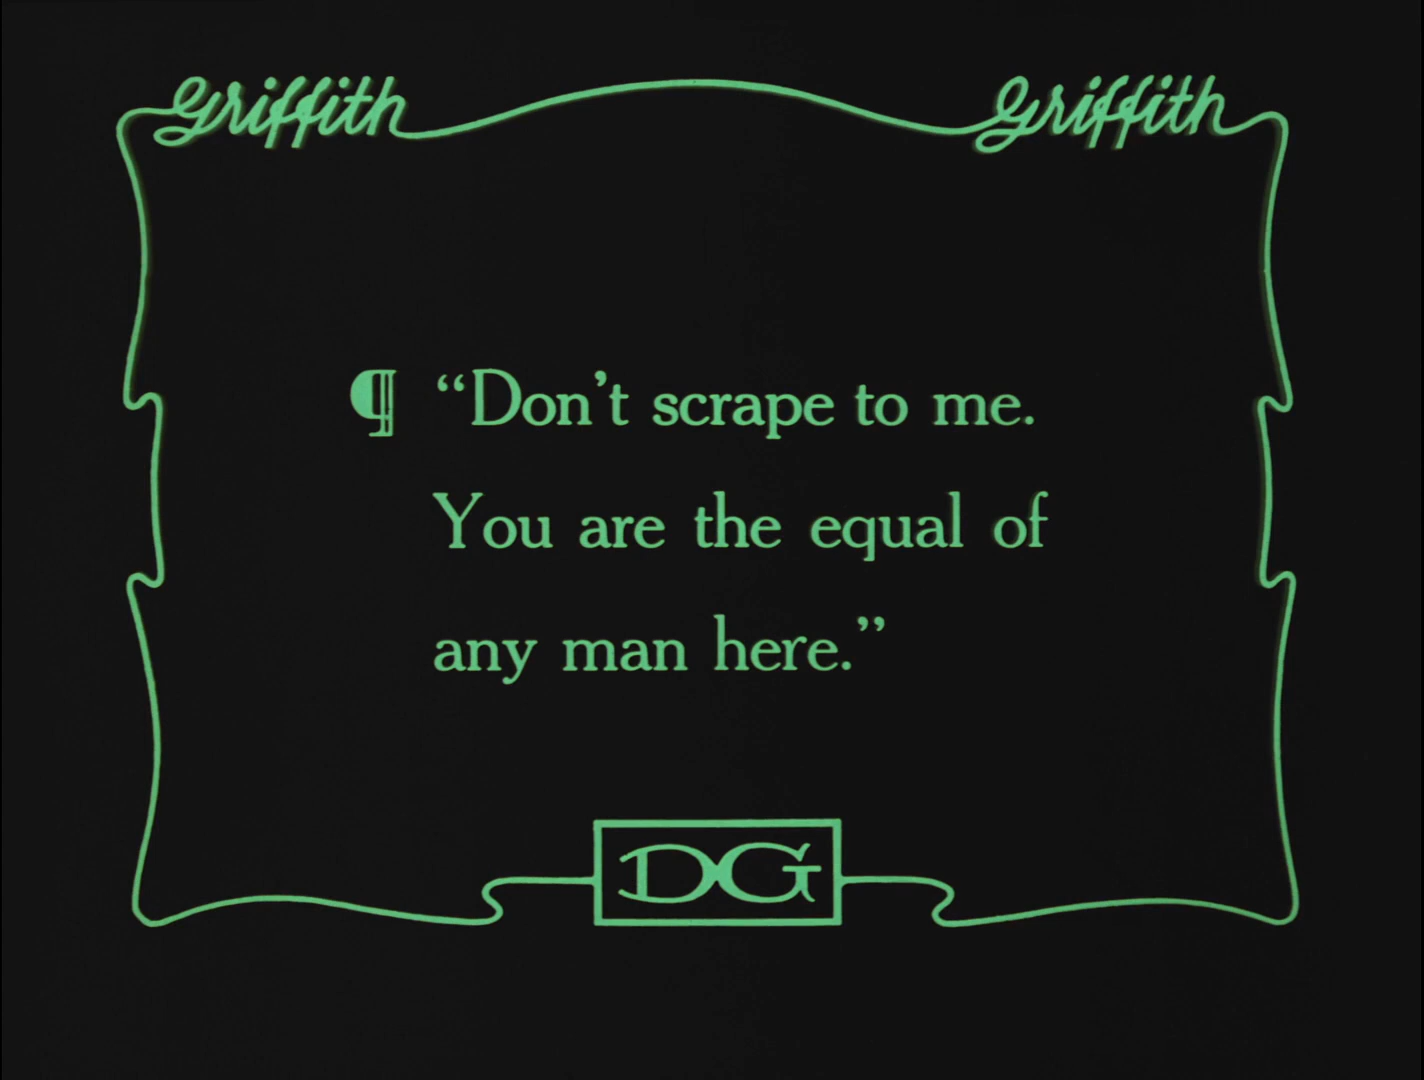 Griffith Griffith
¶ “Don’t scrape to me.
You are the equal of
any man here.”
DG